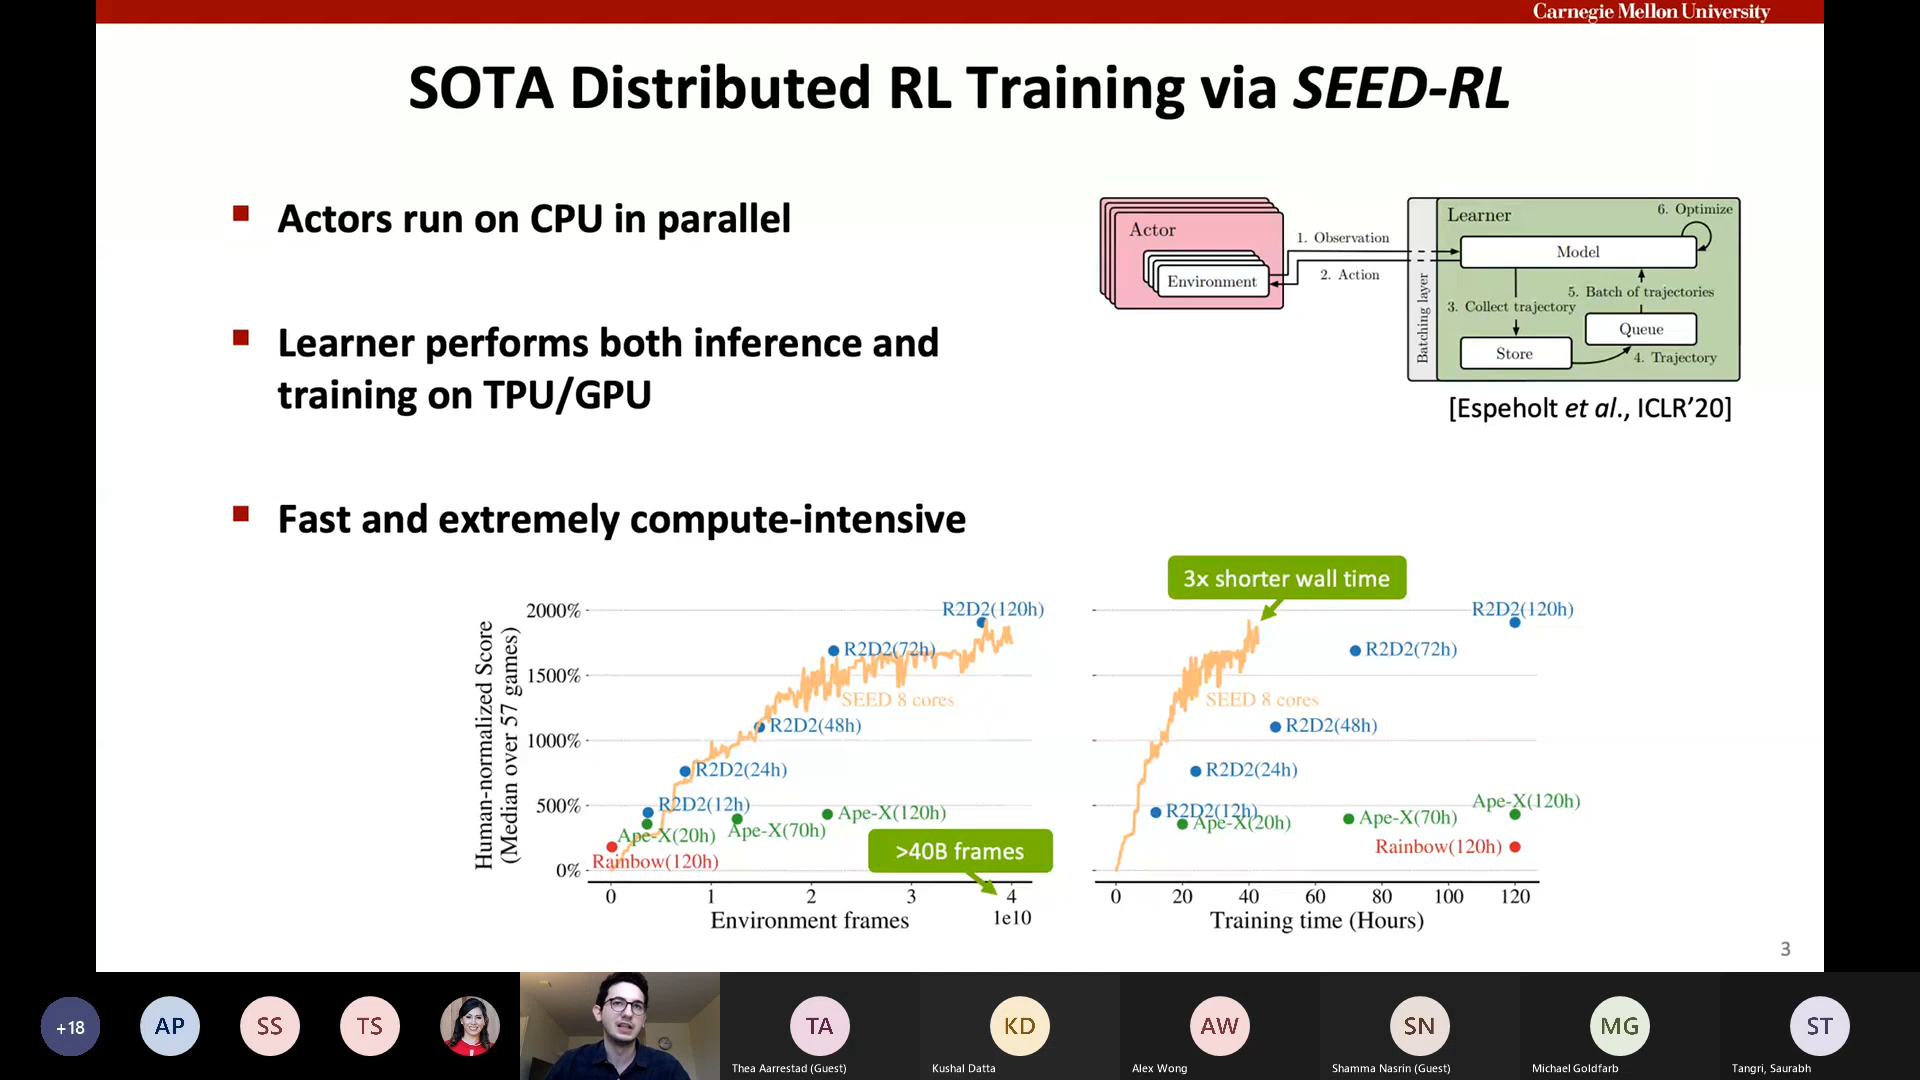 Carnegie Mellon University
SOTA Distributed RL Training via SEED-RL
Actors run on CPU in parallel
Learner performs both inference and
training on TPU/GPU
Fast and extremely compute-intensive
Actor
Environment
1. Observation
2. Action
Batching layer
Learner
6. Optimize
Model
3. Collect trajectory
5. Batch of trajectories
Queue
Store
4. Trajectory
[Espeholt et al., ICLR'20]
Human-normalized Score
(Median over 57 games)
2000%
1500%
1000%
500%
0%
R2D2(120h)
R2D2(72h)
SEED 8 cores
R2D2(48h)
R2D2(24h)
R2D2(12h)
Ape-X(120h)
Ape-X(20h)
Ape-X(70h)
Rainbow(120h)
>40B frames
0 1 2 3 4
1e10
Environment frames
3x shorter wall time
R2D2(120h)
R2D2(72h)
SEED 8 cores
R2D2(48h)
R2D2(24h)
R2D2(12h)
Ape-X(120h)
Ape-X(20h)
Ape-X(70h)
Rainbow(120h)
0 20 40 60 80 100 120
Training time (Hours)
3
+18
AP
SS
TS
TA
KD
AW
SN
MG
ST
Thea Aarrestad (Guest)
Kushal Datta
Alex Wong
Shamma Nasrin (Guest)
Michael Goldfarb
Tangri, Saurabh